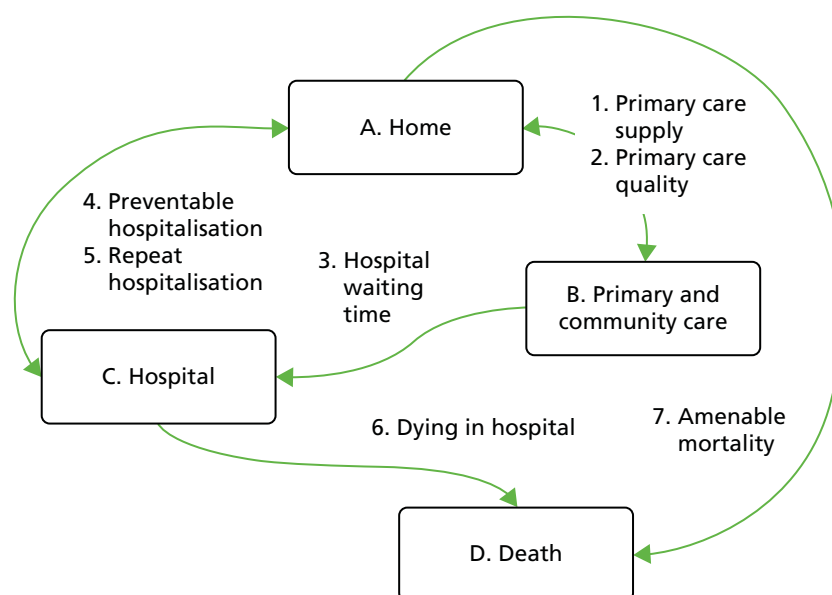 A. Home
1. Primary care
supply
2. Primary care
quality
4. Preventable
hospitalisation
5. Repeat
hospitalisation
3. Hospital
waiting
time
B. Primary and
community care
C. Hospital
6. Dying in hospital
7. Amenable
mortality
D. Death